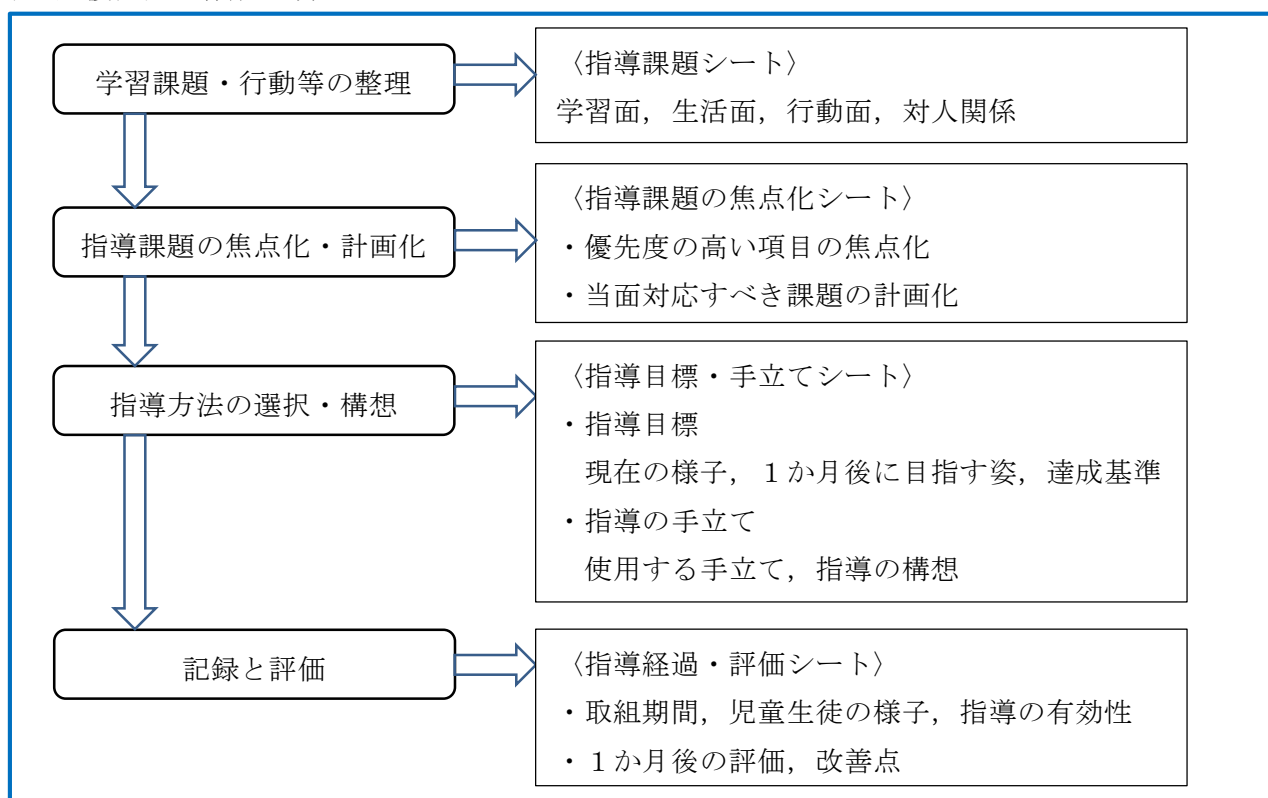 学習課題・行動等の整理
〈指導課題シート〉
学習面，生活面，行動面，対人関係
指導課題の焦点化・計画化
〈指導課題の焦点化シート〉
・優先度の高い項目の焦点化
・当面対応すべき課題の計画化
指導方法の選択・構想
〈指導目標・手立てシート〉
・指導目標
現在の様子，１か月後に目指す姿，達成基準
・指導の手立て
使用する手立て，指導の構想
記録と評価
〈指導経過・評価シート〉
・取組期間，児童生徒の様子，指導の有効性
・１か月後の評価，改善点